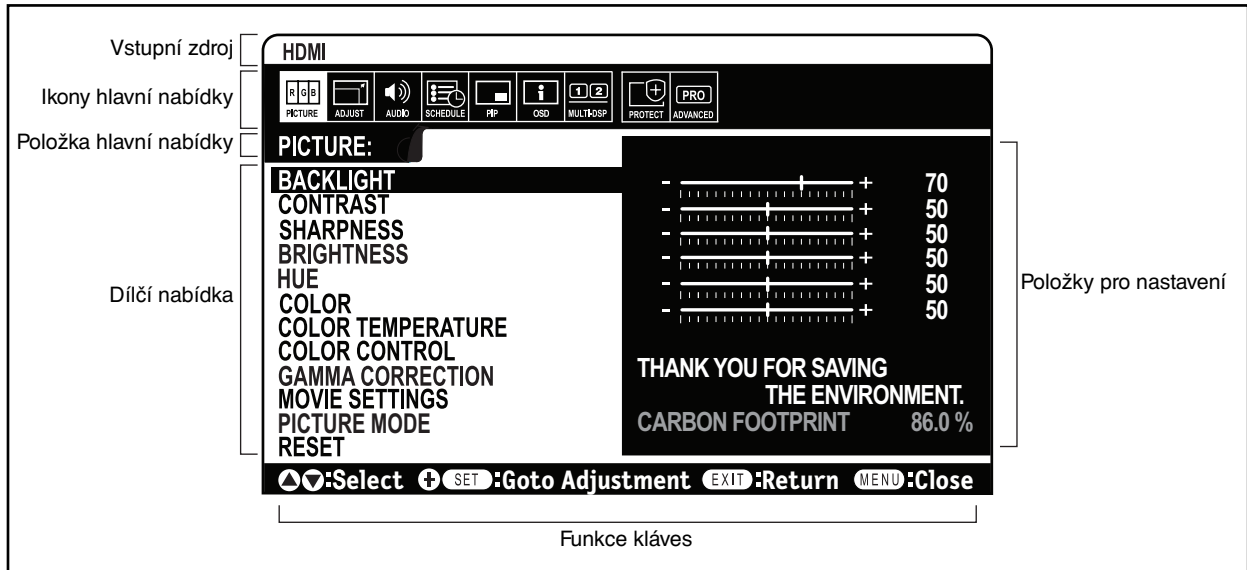 Vstupní zdroj
HDMI
Ikony hlavní nabídky
R G B
PICTURE
ADJUST
AUDIO
SCHEDULE
PIP
OSD
1 2
MULTI-DSP
PROTECT
PRO
ADVANCED
Položka hlavní nabídky
PICTURE:
Dílčí nabídka
BACKLIGHT - + 70
CONTRAST - + 50
SHARPNESS - + 50
BRIGHTNESS - + 50
HUE - + 50
COLOR - + 50
COLOR TEMPERATURE
COLOR CONTROL
GAMMA CORRECTION
MOVIE SETTINGS
PICTURE MODE
RESET
THANK YOU FOR SAVING
THE ENVIRONMENT.
CARBON FOOTPRINT 86.0 %
Položky pro nastavení
:Select + SET :Goto Adjustment EXIT :Return MENU :Close
Funkce kláves